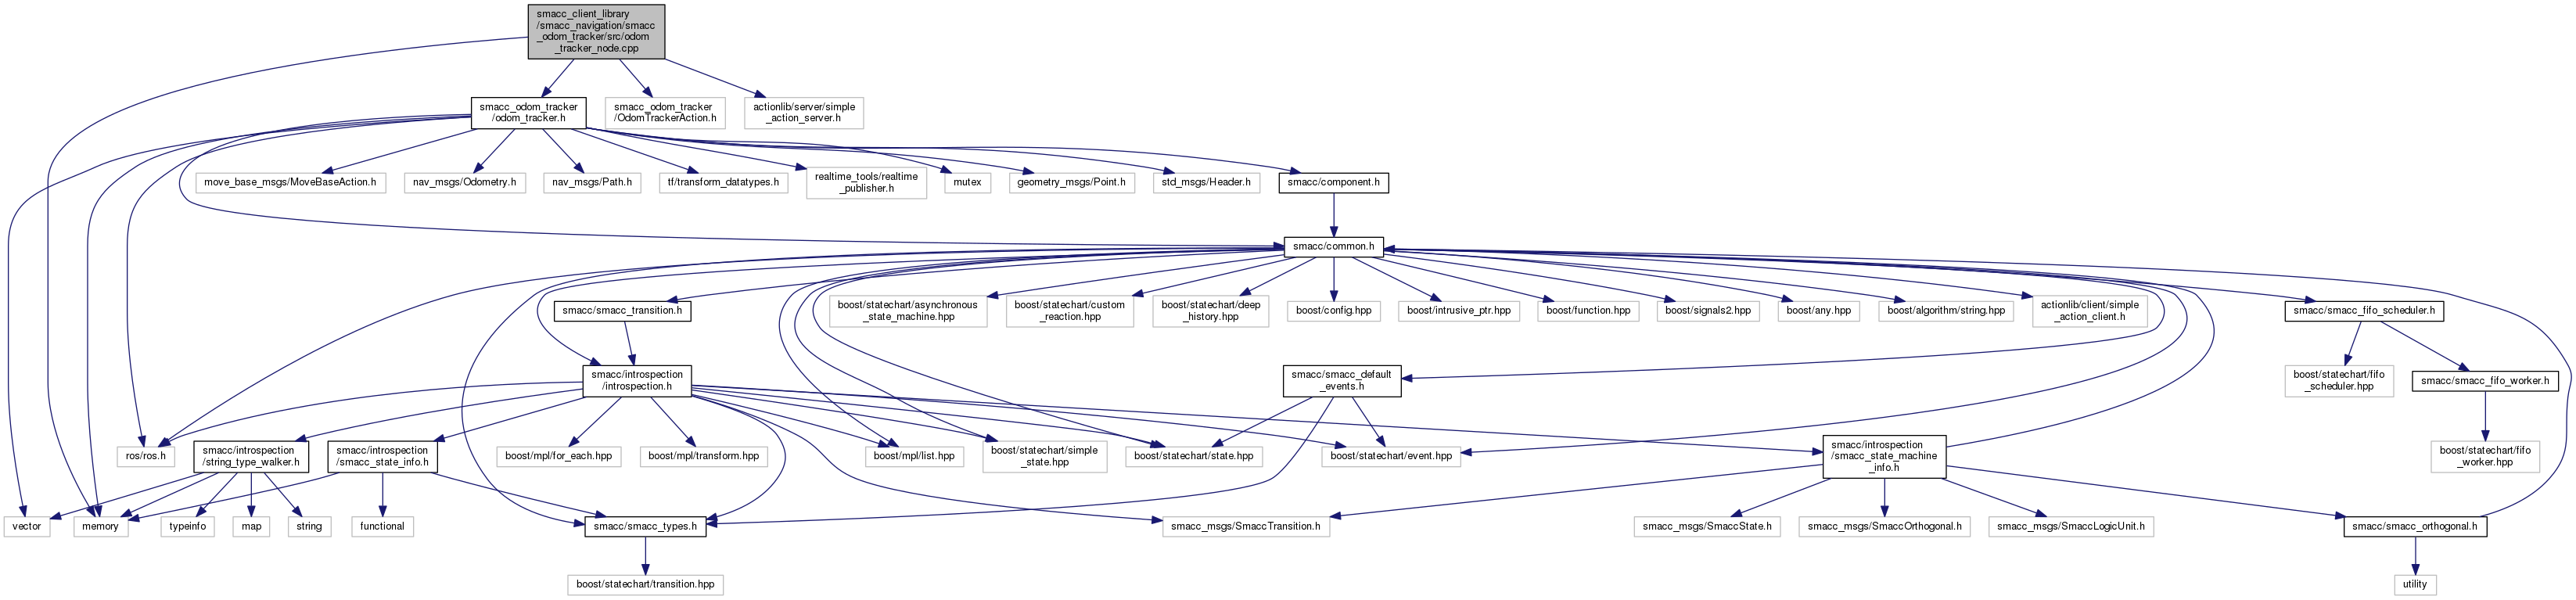 smacc_client_library
/smacc_navigation/smacc
_odom_tracker/src/odom
_tracker_node.cpp
smacc_odom_tracker
/odom_tracker.h
smacc_odom_tracker
/OdomTrackerAction.h
actionlib/server/simple
_action_server.h
move_base_msgs/MoveBaseAction.h
nav_msgs/Odometry.h
nav_msgs/Path.h
tf/transform_datatypes.h
realtime_tools/realtime
_publisher.h
mutex
geometry_msgs/Point.h
std_msgs/Header.h
smacc/component.h
smacc/common.h
smacc/smacc_transition.h
boost/statechart/asynchronous
_state_machine.hpp
boost/statechart/custom
_reaction.hpp
boost/statechart/deep
_history.hpp
boost/config.hpp
boost/intrusive_ptr.hpp
boost/function.hpp
boost/signals2.hpp
boost/any.hpp
boost/algorithm/string.hpp
actionlib/client/simple
_action_client.h
smacc/smacc_fifo_scheduler.h
smacc/introspection
/introspection.h
smacc/smacc_default
_events.h
boost/statechart/fifo
_scheduler.hpp
smacc/smacc_fifo_worker.h
ros/ros.h
smacc/introspection
/string_type_walker.h
smacc/introspection
/smacc_state_info.h
boost/mpl/for_each.hpp
boost/mpl/transform.hpp
boost/mpl/list.hpp
boost/statechart/simple
_state.hpp
boost/statechart/state.hpp
boost/statechart/event.hpp
smacc/introspection
/smacc_state_machine
_info.h
boost/statechart/fifo
_worker.hpp
vector
memory
typeinfo
map
string
functional
smacc/smacc_types.h
smacc_msgs/SmaccTransition.h
smacc_msgs/SmaccState.h
smacc_msgs/SmaccOrthogonal.h
smacc_msgs/SmaccLogicUnit.h
smacc/smacc_orthogonal.h
boost/statechart/transition.hpp
utility